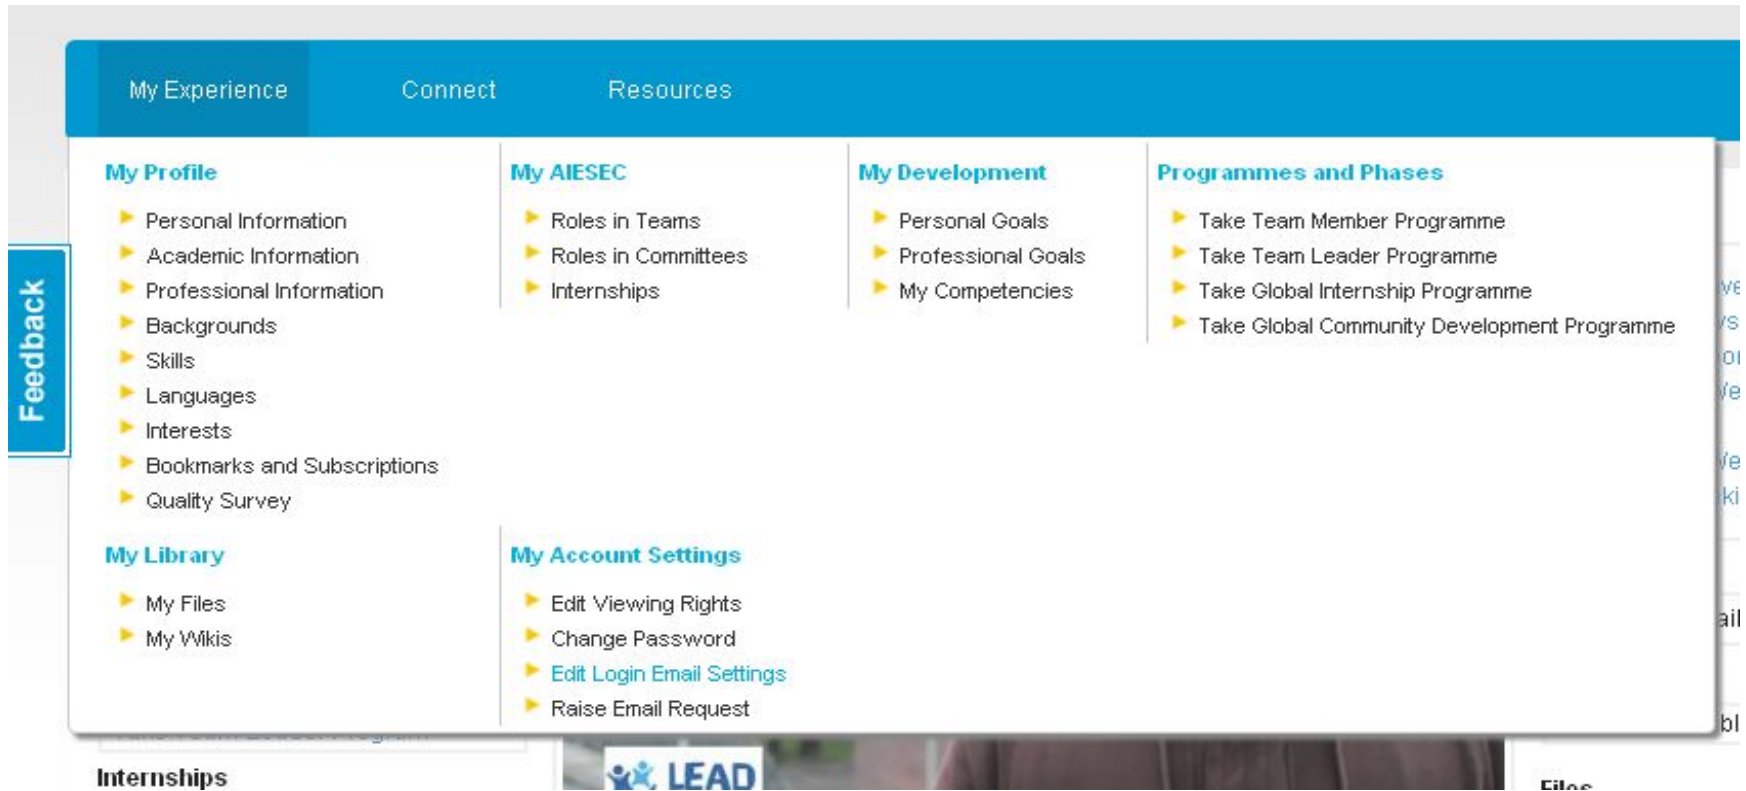 My Experience Connect Resources
My Profile
Personal Information
Academic Information
Professional Information
Backgrounds
Skills
Languages
Interests
Bookmarks and Subscriptions
Quality Survey
My AIESEC
Roles in Teams
Roles in Committees
Internships
My Development
Personal Goals
Professional Goals
My Competencies
Programmes and Phases
Take Team Member Programme
Take Team Leader Programme
Take Global Internship Programme
Take Global Community Development Programme
My Library
My Files
My Wikis
My Account Settings
Edit Viewing Rights
Change Password
Edit Login Email Settings
Raise Email Request
Feedback
Internships
LEAD
Files